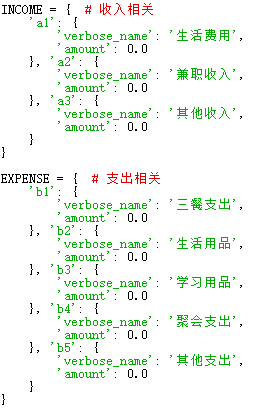 INCOME = {  # 收入相关
    'a1': {
        'verbose_name': '生活费用',
        'amount': 0.0
    }, 'a2': {
        'verbose_name': '兼职收入',
        'amount': 0.0
    }, 'a3': {
        'verbose_name': '其他收入',
        'amount': 0.0
    }
}

EXPENSE = {  # 支出相关
    'b1': {
        'verbose_name': '三餐支出',
        'amount': 0.0
    }, 'b2': {
        'verbose_name': '生活用品',
        'amount': 0.0
    }, 'b3': {
        'verbose_name': '学习用品',
        'amount': 0.0
    }, 'b4': {
        'verbose_name': '聚会支出',
        'amount': 0.0
    }, 'b5': {
        'verbose_name': '其他支出',
        'amount': 0.0
    }
}